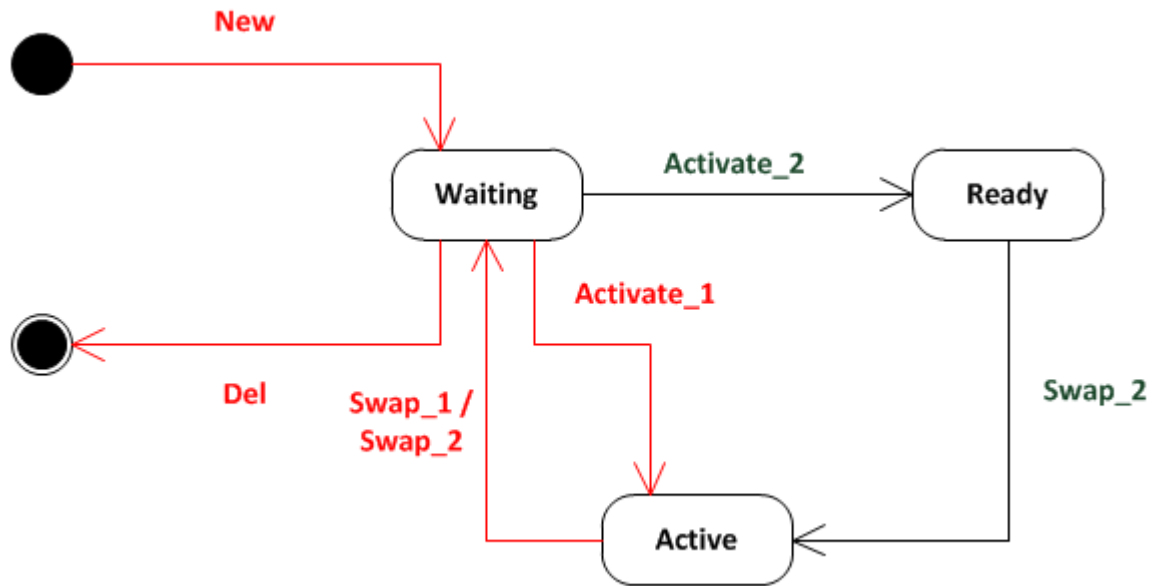 New
Activate_2
Waiting
Ready
Activate_1
Del
Swap_1 /
Swap_2
Swap_2
Active